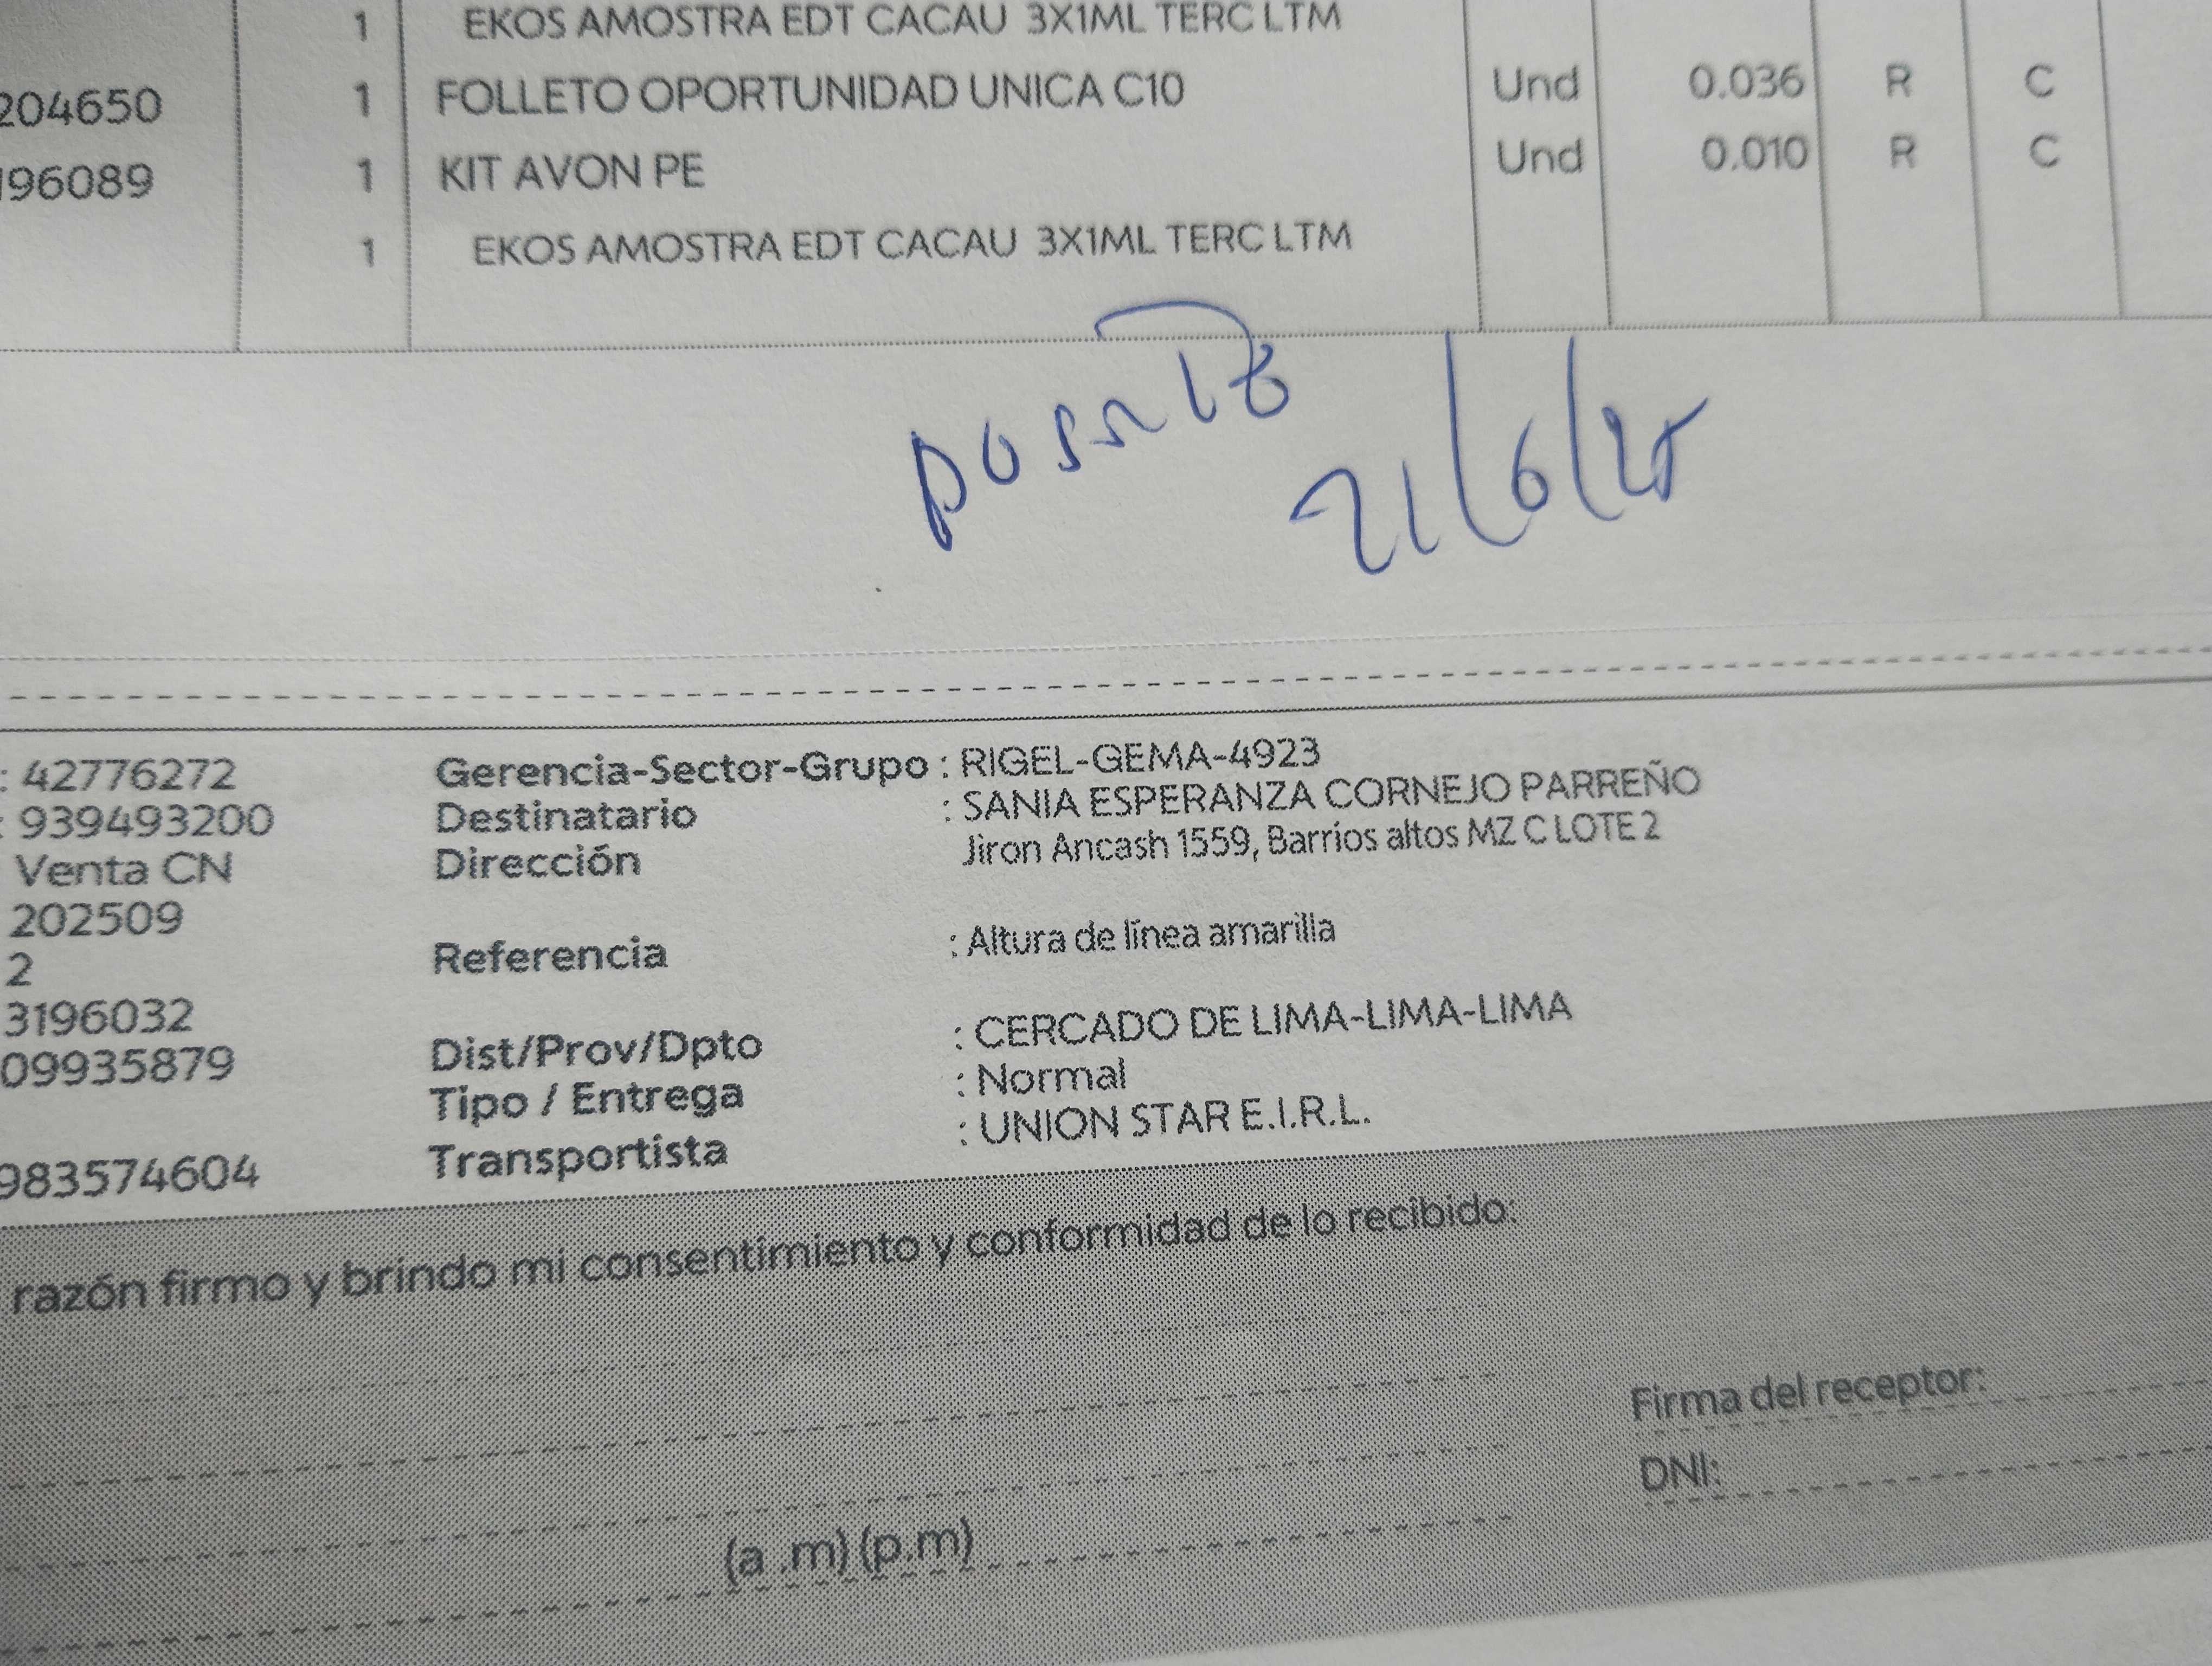 1 EKOS AMOSTRA EDT CACAU 3X1ML TERC LTM
204650 1 FOLLETO OPORTUNIDAD UNICA C10 Und 0.036 R C
196089 1 KIT AVON PE Und 0.010 R C
1 EKOS AMOSTRA EDT CACAU 3X1ML TERC LTM
21/6/25
: 42776272 Gerencia-Sector-Grupo : RIGEL-GEMA-4923
: 939493200 Destinatario : SANIA ESPERANZA CORNEJO PARREÑO
Venta CN Dirección Jiron Ancash 1559, Barrios altos MZ C LOTE 2
202509
2 Referencia : Altura de línea amarilla
3196032
09935879 Dist/Prov/Dpto : CERCADO DE LIMA-LIMA-LIMA
Tipo / Entrega : Normal
983574604 Transportista : UNION STAR E.I.R.L.
razón firmo y brindo mi consentimiento y conformidad de lo recibido:
Firma del receptor:
DNI:
(a .m) (p.m)